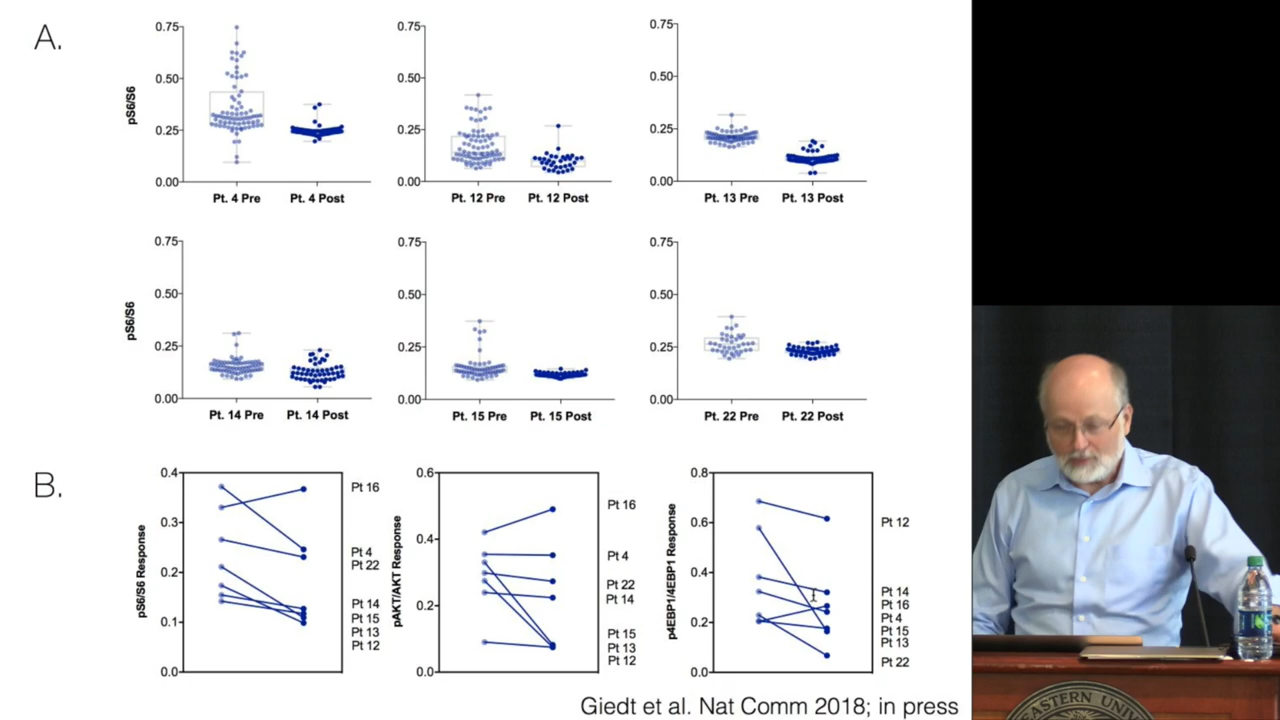 A.
pS6/S6
0.75
0.50
0.25
0.00
Pt. 4 Pre
Pt. 4 Post
0.75
0.50
0.25
0.00
Pt. 12 Pre
Pt. 12 Post
0.75
0.50
0.25
0.00
Pt. 13 Pre
Pt. 13 Post
pS6/S6
0.75
0.50
0.25
0.00
Pt. 14 Pre
Pt. 14 Post
0.75
0.50
0.25
0.00
Pt. 15 Pre
Pt. 15 Post
0.75
0.50
0.25
0.00
Pt. 22 Pre
Pt. 22 Post
B.
pS6/S6 Response
0.4
0.3
0.2
0.1
0.0
Pt 16
Pt 4
Pt 22
Pt 14
Pt 15
Pt 13
Pt 12
pAKT/AKT Response
0.6
0.4
0.2
0.0
Pt 16
Pt 4
Pt 22
Pt 14
Pt 15
Pt 13
Pt 12
p4EBP1/4EBP1 Response
0.8
0.6
0.4
0.2
0.0
Pt 12
Pt 14
Pt 16
Pt 4
Pt 15
Pt 13
Pt 22
Giedt et al. Nat Comm 2018; in press
EASTERN UNIV